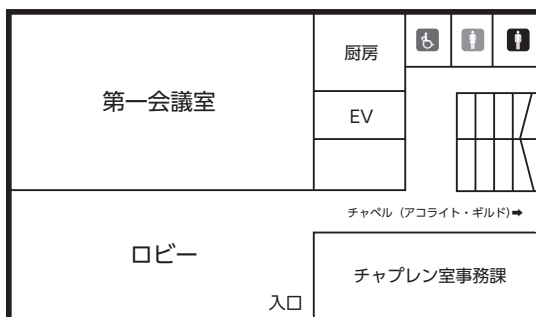 厨房
第一会議室
EV
チャペル（アコライト・ギルド）➡
ロビー
チャプレン室事務課
入口